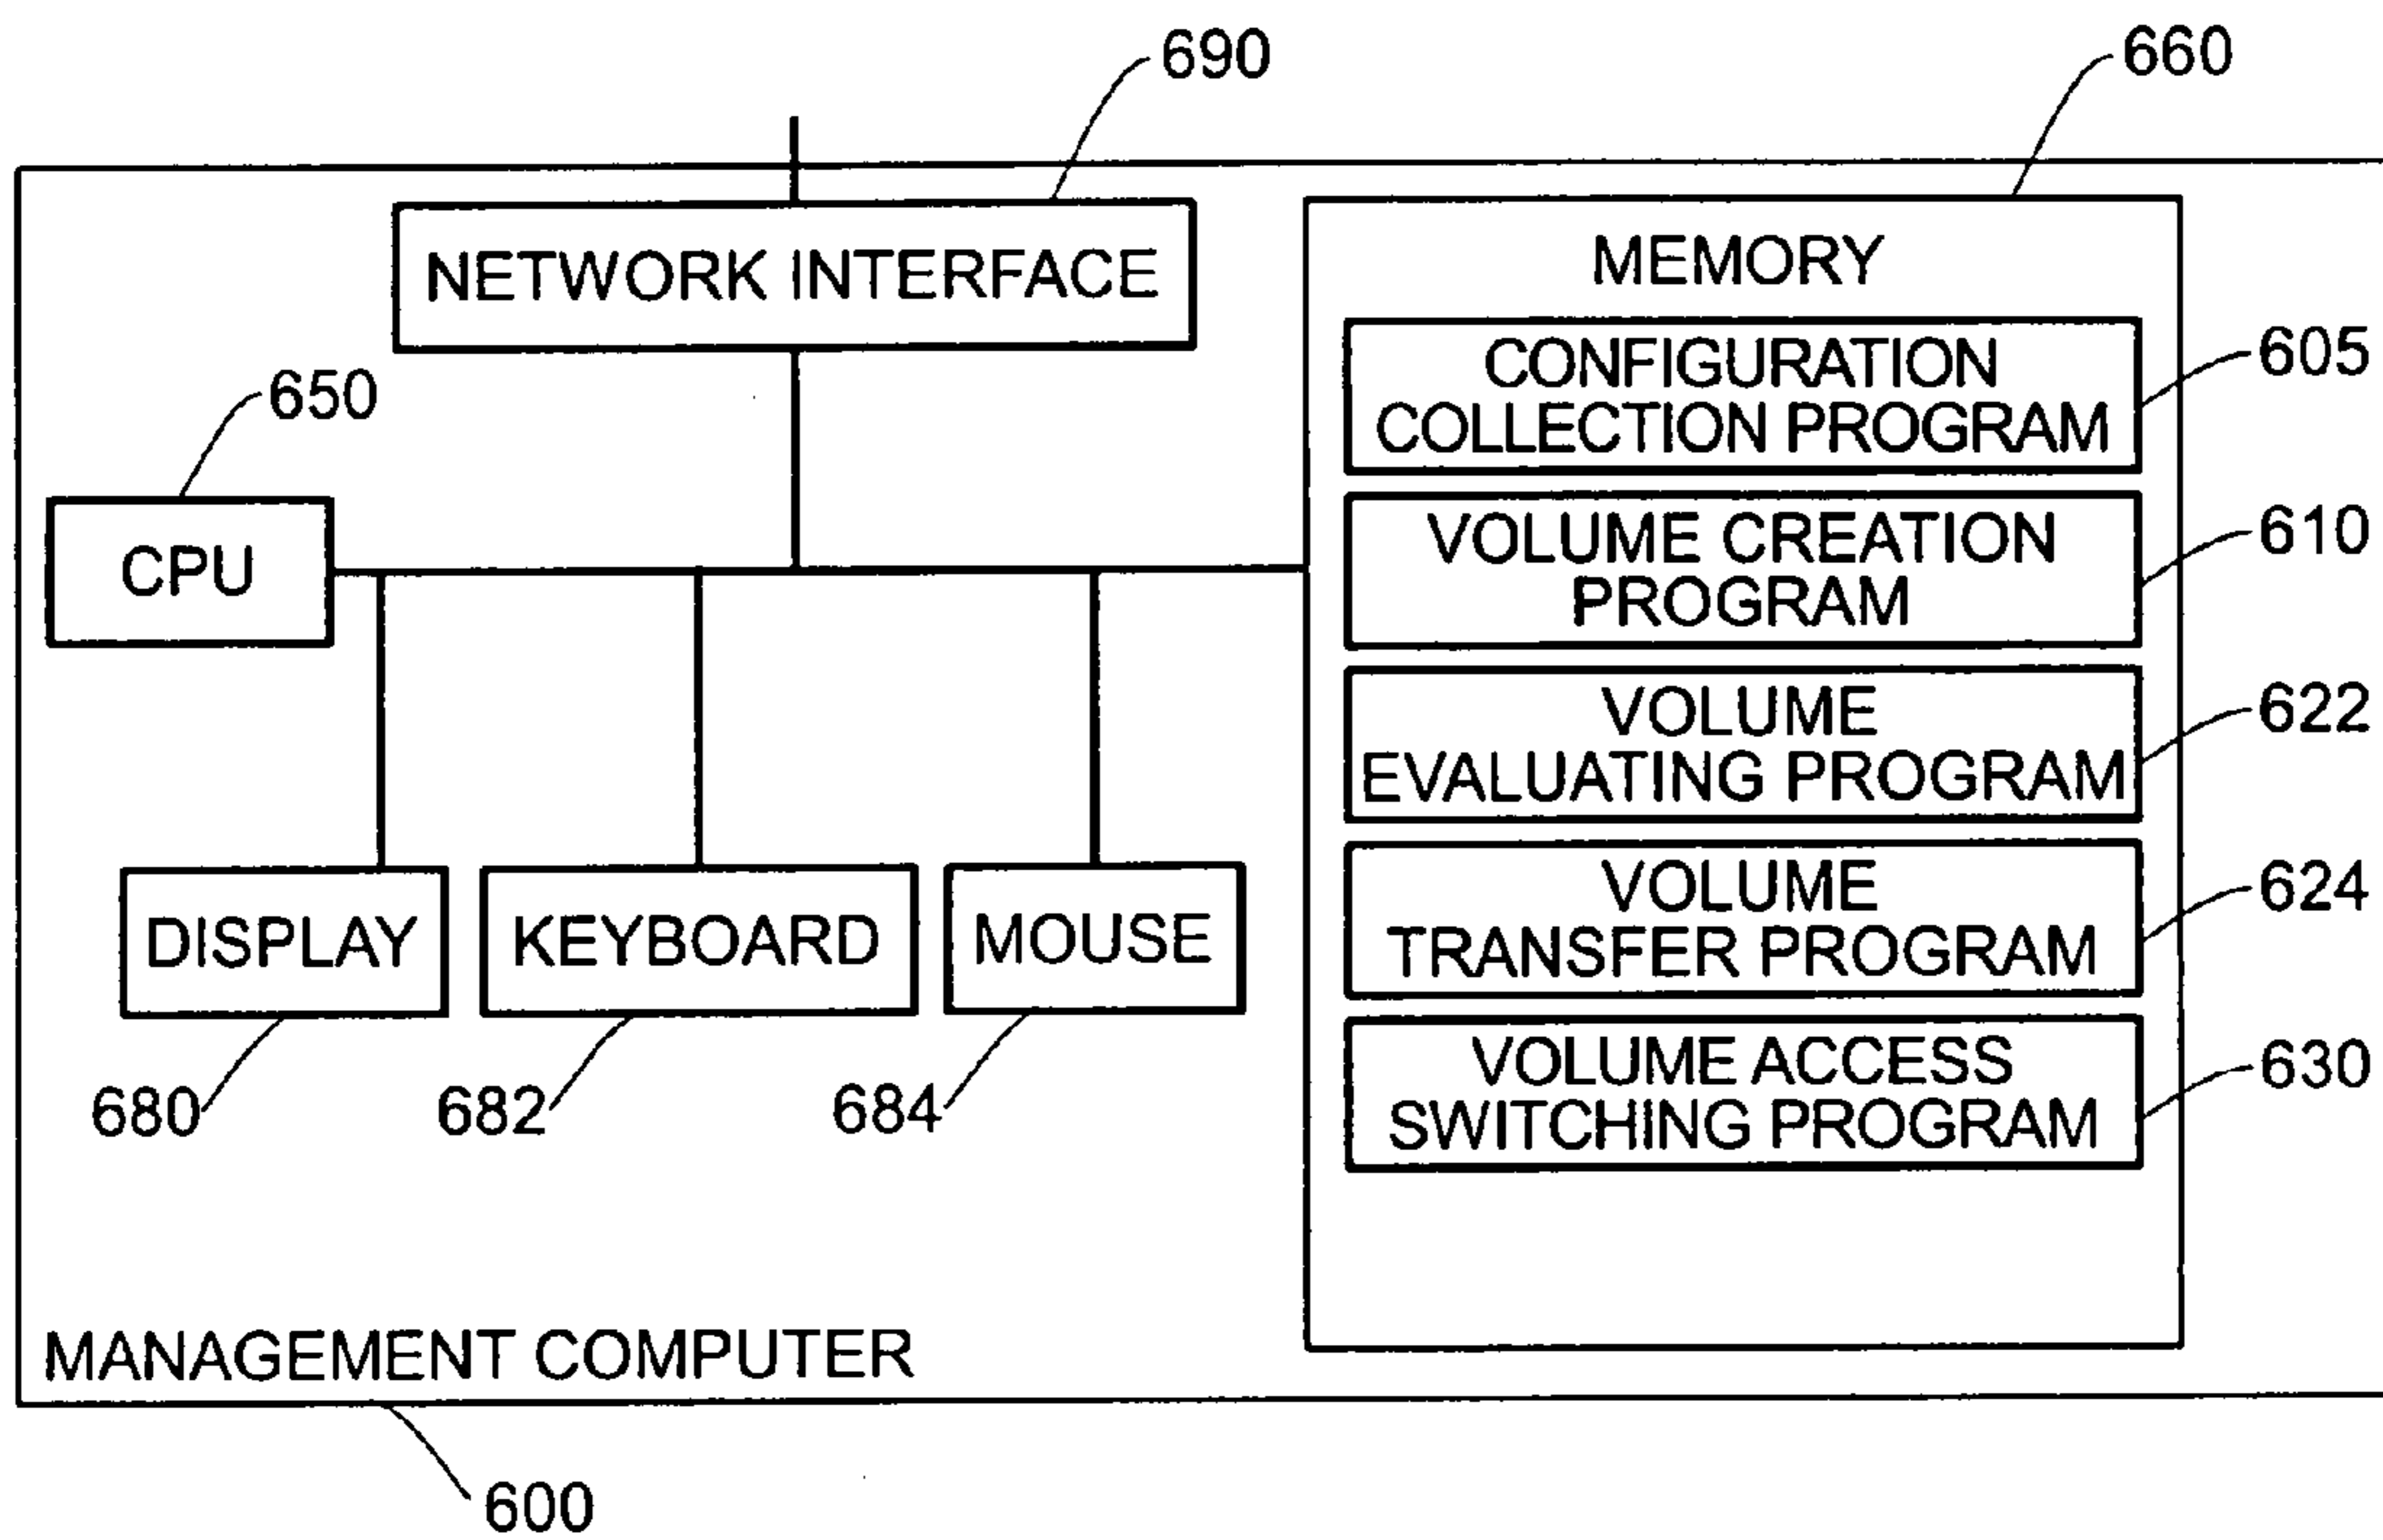 690
660
NETWORK INTERFACE
MEMORY
CONFIGURATION
COLLECTION PROGRAM
605
650
CPU
VOLUME CREATION
PROGRAM
610
VOLUME
EVALUATING PROGRAM
622
VOLUME
TRANSFER PROGRAM
624
DISPLAY
KEYBOARD
MOUSE
680
682
684
VOLUME ACCESS
SWITCHING PROGRAM
630
MANAGEMENT COMPUTER
600